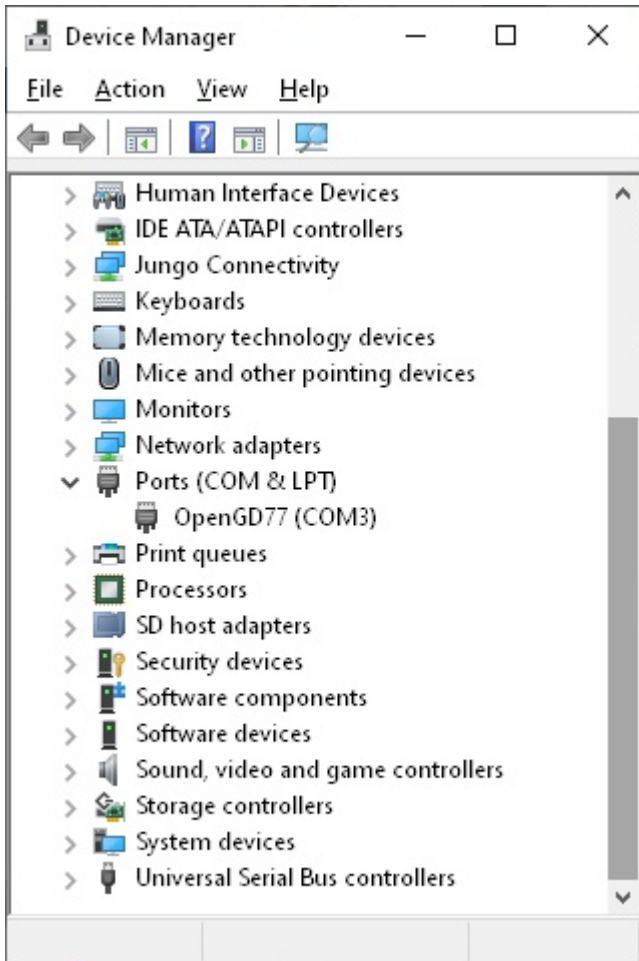 Device Manager
File Action View Help
Human Interface Devices
IDE ATA/ATAPI controllers
Jungo Connectivity
Keyboards
Memory technology devices
Mice and other pointing devices
Monitors
Network adapters
Ports (COM & LPT)
OpenGD77 (COM3)
Print queues
Processors
SD host adapters
Security devices
Software components
Software devices
Sound, video and game controllers
Storage controllers
System devices
Universal Serial Bus controllers